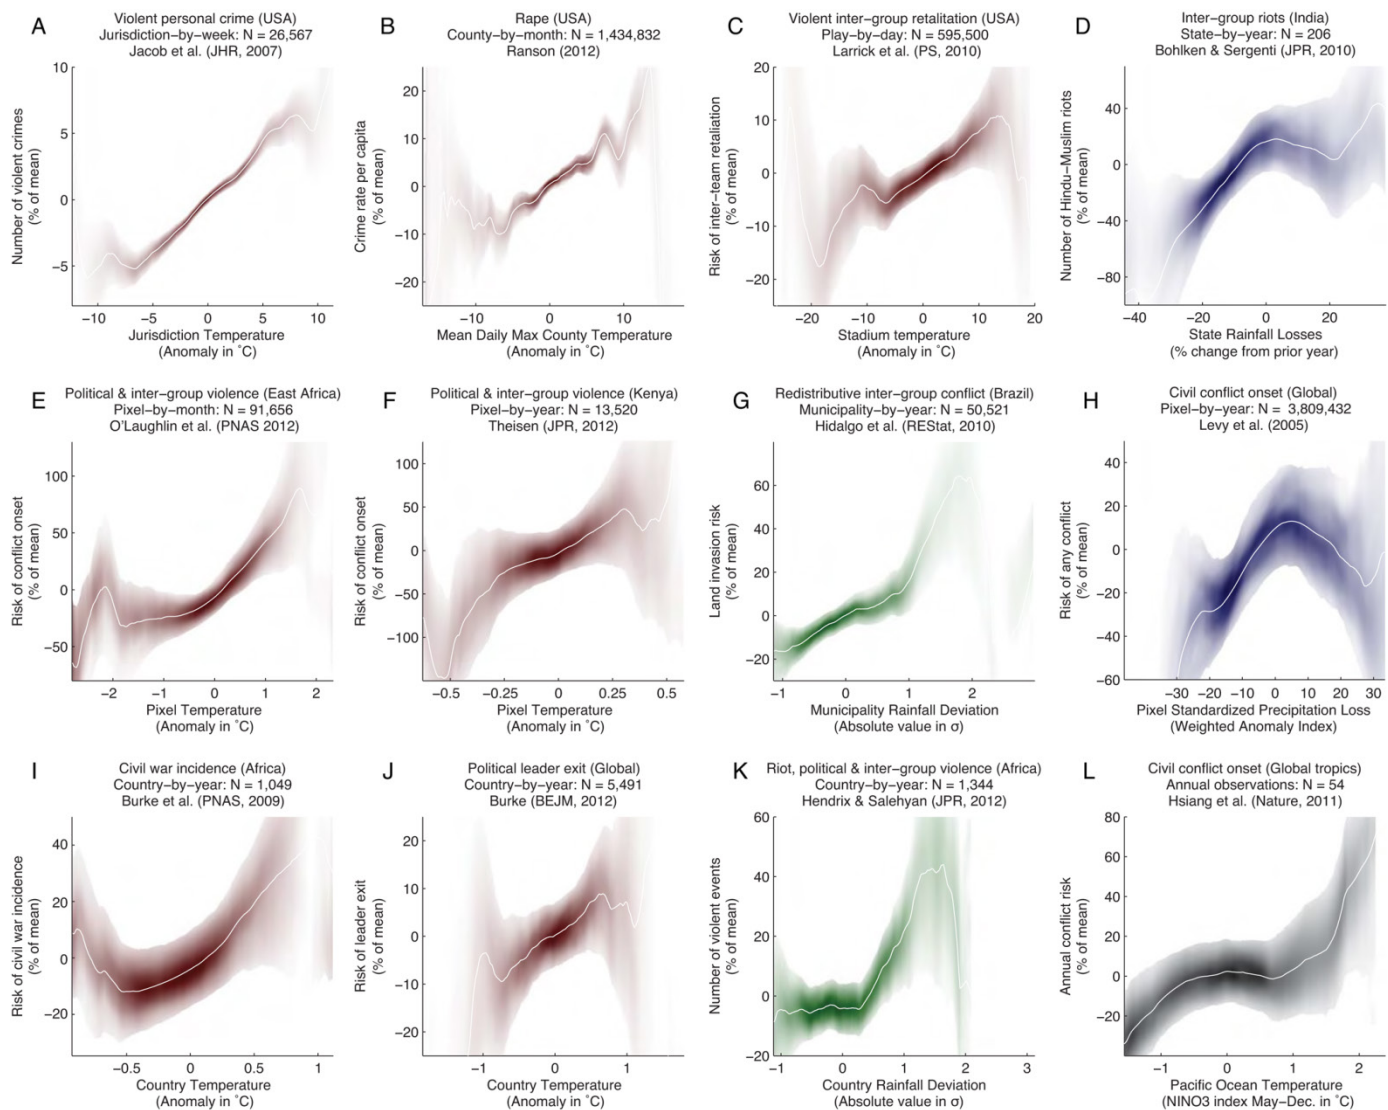 A
Violent personal crime (USA)
Jurisdiction-by-week: N = 26,567
Jacob et al. (JHR, 2007)
Number of violent crimes
(% of mean)
10
5
0
−5
−10
−5
0
5
10
Jurisdiction Temperature
(Anomaly in ˚C)
B
Rape (USA)
County-by-month: N = 1,434,832
Ranson (2012)
Crime rate per capita
(% of mean)
20
10
0
−10
−20
−10
0
10
Mean Daily Max County Temperature
(Anomaly in ˚C)
C
Violent inter-group retalitation (USA)
Play-by-day: N = 595,500
Larrick et al. (PS, 2010)
Risk of inter-team retaliation
(% of mean)
20
10
0
−10
−20
−20
−10
0
10
20
Stadium temperature
(Anomaly in ˚C)
D
Inter-group riots (India)
State-by-year: N = 206
Bohlken & Sergenti (JPR, 2010)
Number of Hindu-Muslim riots
(% of mean)
40
0
−40
−80
−40
−20
0
20
State Rainfall Losses
(% change from prior year)
E
Political & inter-group violence (East Africa)
Pixel-by-month: N = 91,656
O'Laughlin et al. (PNAS 2012)
Risk of conflict onset
(% of mean)
100
50
0
−50
−2
−1
0
1
2
Pixel Temperature
(Anomaly in ˚C)
F
Political & inter-group violence (Kenya)
Pixel-by-year: N = 13,520
Theisen (JPR, 2012)
Risk of conflict onset
(% of mean)
100
50
0
−50
−100
−0.5
−0.25
0
0.25
0.5
Pixel Temperature
(Anomaly in ˚C)
G
Redistributive inter-group conflict (Brazil)
Municipality-by-year: N = 50,521
Hidalgo et al. (REStat, 2010)
Land invasion risk
(% of mean)
60
40
20
0
−20
−1
0
1
2
Municipality Rainfall Deviation
(Absolute value in σ)
H
Civil conflict onset (Global)
Pixel-by-year: N = 3,809,432
Levy et al. (2005)
Risk of any conflict
(% of mean)
40
20
0
−20
−40
−60
−30
−20
−10
0
10
20
30
Pixel Standardized Precipitation Loss
(Weighted Anomaly Index)
I
Civil war incidence (Africa)
Country-by-year: N = 1,049
Burke et al. (PNAS, 2009)
Risk of civil war incidence
(% of mean)
40
20
0
−20
−0.5
0
0.5
1
Country Temperature
(Anomaly in ˚C)
J
Political leader exit (Global)
Country-by-year: N = 5,491
Burke (BEJM, 2012)
Risk of leader exit
(% of mean)
20
10
0
−10
−20
−1
0
1
Country Temperature
(Anomaly in ˚C)
K
Riot, political & inter-group violence (Africa)
Country-by-year: N = 1,344
Hendrix & Salehyan (JPR, 2012)
Number of violent events
(% of mean)
60
40
20
0
−20
−1
0
1
2
3
Country Rainfall Deviation
(Absolute value in σ)
L
Civil conflict onset (Global tropics)
Annual observations: N = 54
Hsiang et al. (Nature, 2011)
Annual conflict risk
(% of mean)
80
60
40
20
0
−20
−1
0
1
2
Pacific Ocean Temperature
(NINO3 index May-Dec. in ˚C)